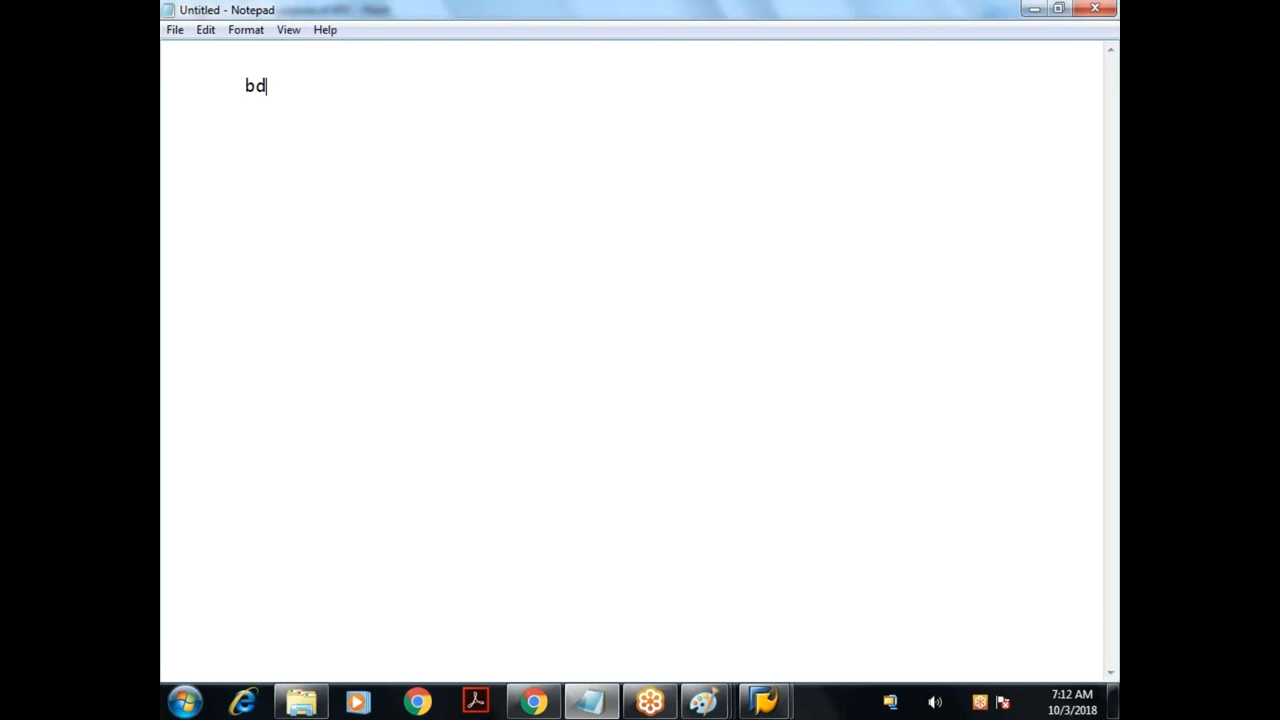 Untitled - Notepad
File Edit Format View Help
bd
7:12 AM
10/3/2018